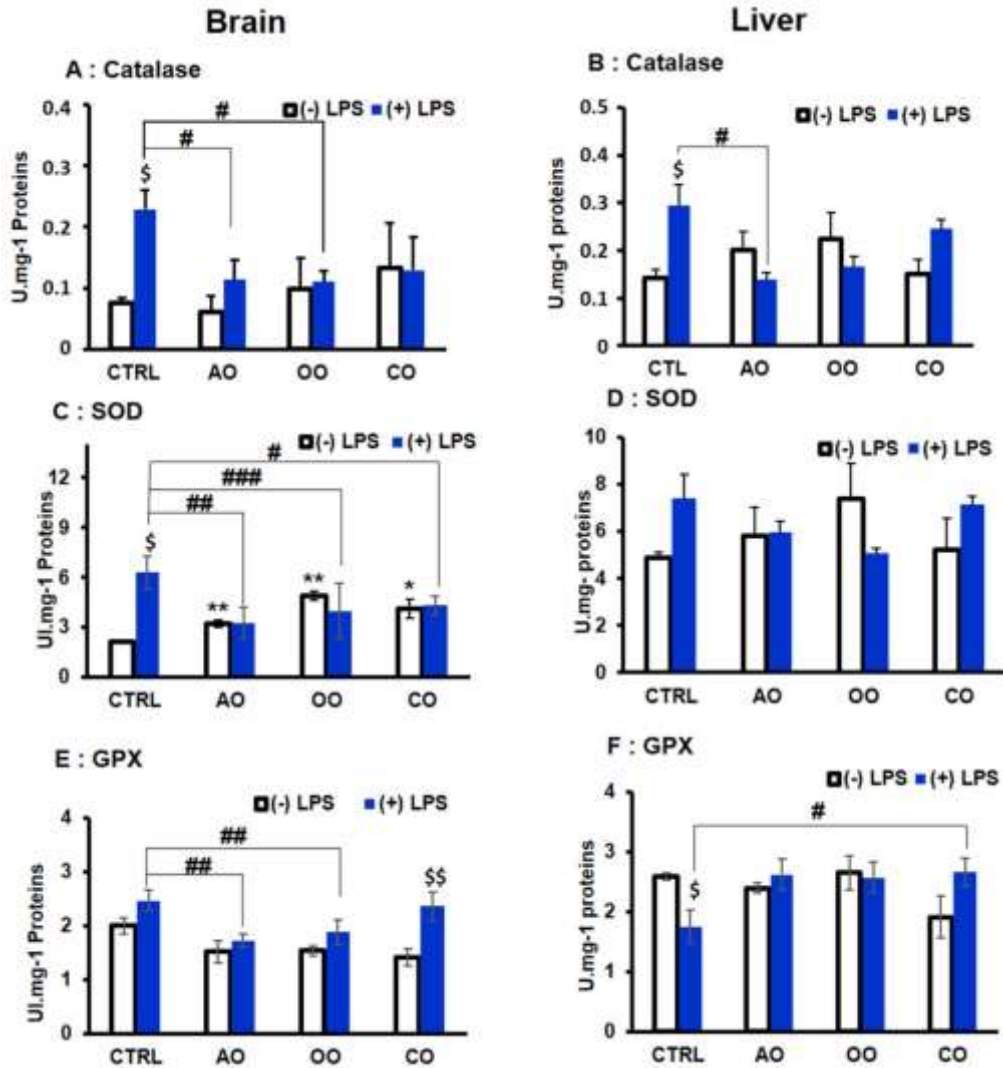 Brain
Liver
A : Catalase
(-) LPS (+) LPS
U.mg-1 Proteins
0.4
0.3
0.2
0.1
0
#
#
$
CTRL AO OO CO
B : Catalase
(-) LPS (+) LPS
U.mg-1 proteins
0.5
0.4
0.3
0.2
0.1
0
#
$
CTL AO OO CO
C : SOD
(-) LPS (+) LPS
UI.mg-1 Proteins
12
9
6
3
0
#
###
##
$
** ** *
CTRL AO OO CO
D : SOD
(-) LPS (+) LPS
U.mg- proteins
10
8
6
4
2
0
CTRL AO OO CO
E : GPX
(-) LPS (+) LPS
UI.mg-1 Proteins
4
3
2
1
0
##
##
$$
CTRL AO OO CO
F : GPX
(-) LPS (+) LPS
U.mg-1 proteins
4
3
2
1
0
#
$
CTRL AO OO CO